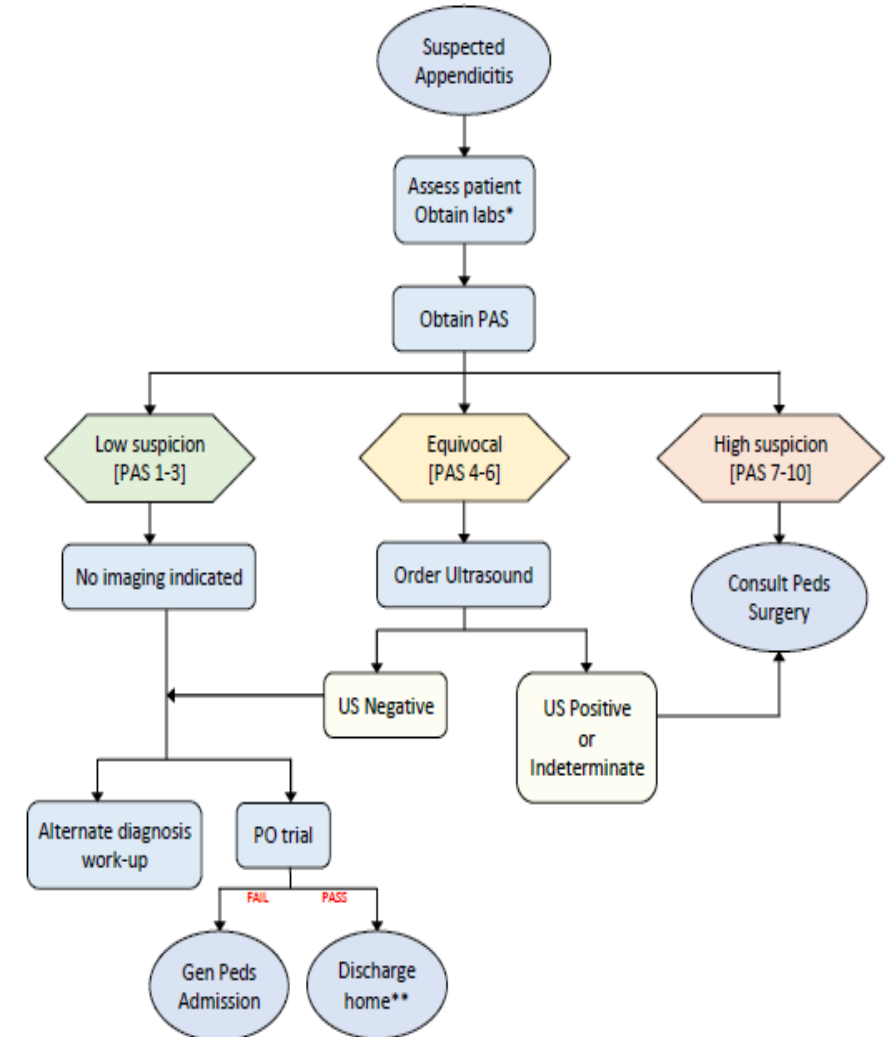 Suspected
Appendicitis
Assess patient
Obtain labs*
Obtain PAS
Low suspicion
[PAS 1-3]
Equivocal
[PAS 4-6]
High suspicion
[PAS 7-10]
No imaging indicated
Order Ultrasound
Consult Peds
Surgery
US Negative
US Positive
or
Indeterminate
Alternate diagnosis
work-up
PO trial
FAIL
PASS
Gen Peds
Admission
Discharge
home**